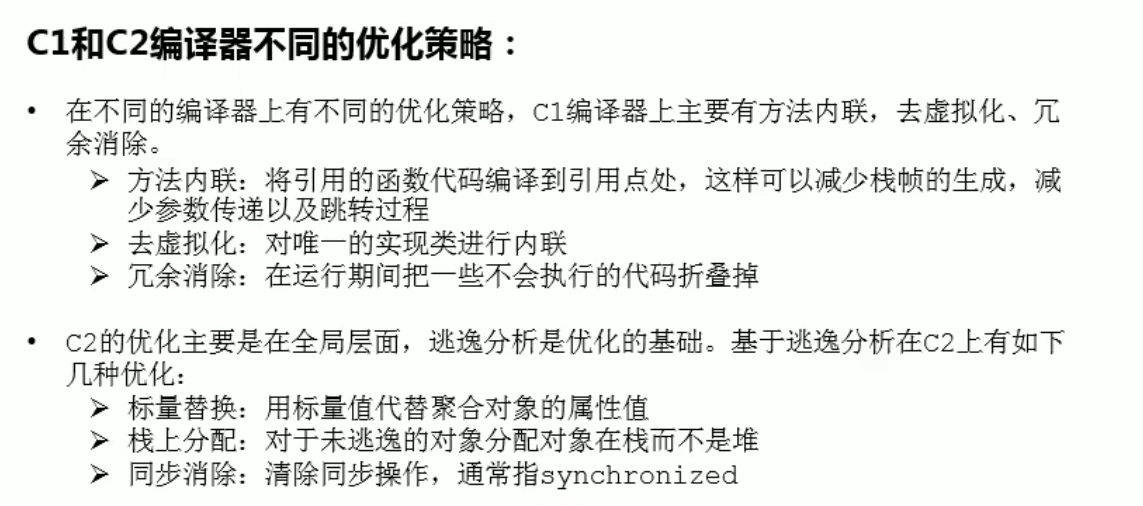 C1和C2编译器不同的优化策略：
• 在不同的编译器上有不同的优化策略，C1编译器上主要有方法内联，去虚拟化、冗
余消除。
➢ 方法内联：将引用的函数代码编译到引用点处，这样可以减少栈帧的生成，减
少参数传递以及跳转过程
➢ 去虚拟化：对唯一的实现类进行内联
➢ 冗余消除：在运行期间把一些不会执行的代码折叠掉
• C2的优化主要是在全局层面，逃逸分析是优化的基础。基于逃逸分析在C2上有如下
几种优化：
➢ 标量替换：用标量值代替聚合对象的属性值
➢ 栈上分配：对于未逃逸的对象分配对象在栈而不是堆
➢ 同步消除：清除同步操作，通常指synchronized